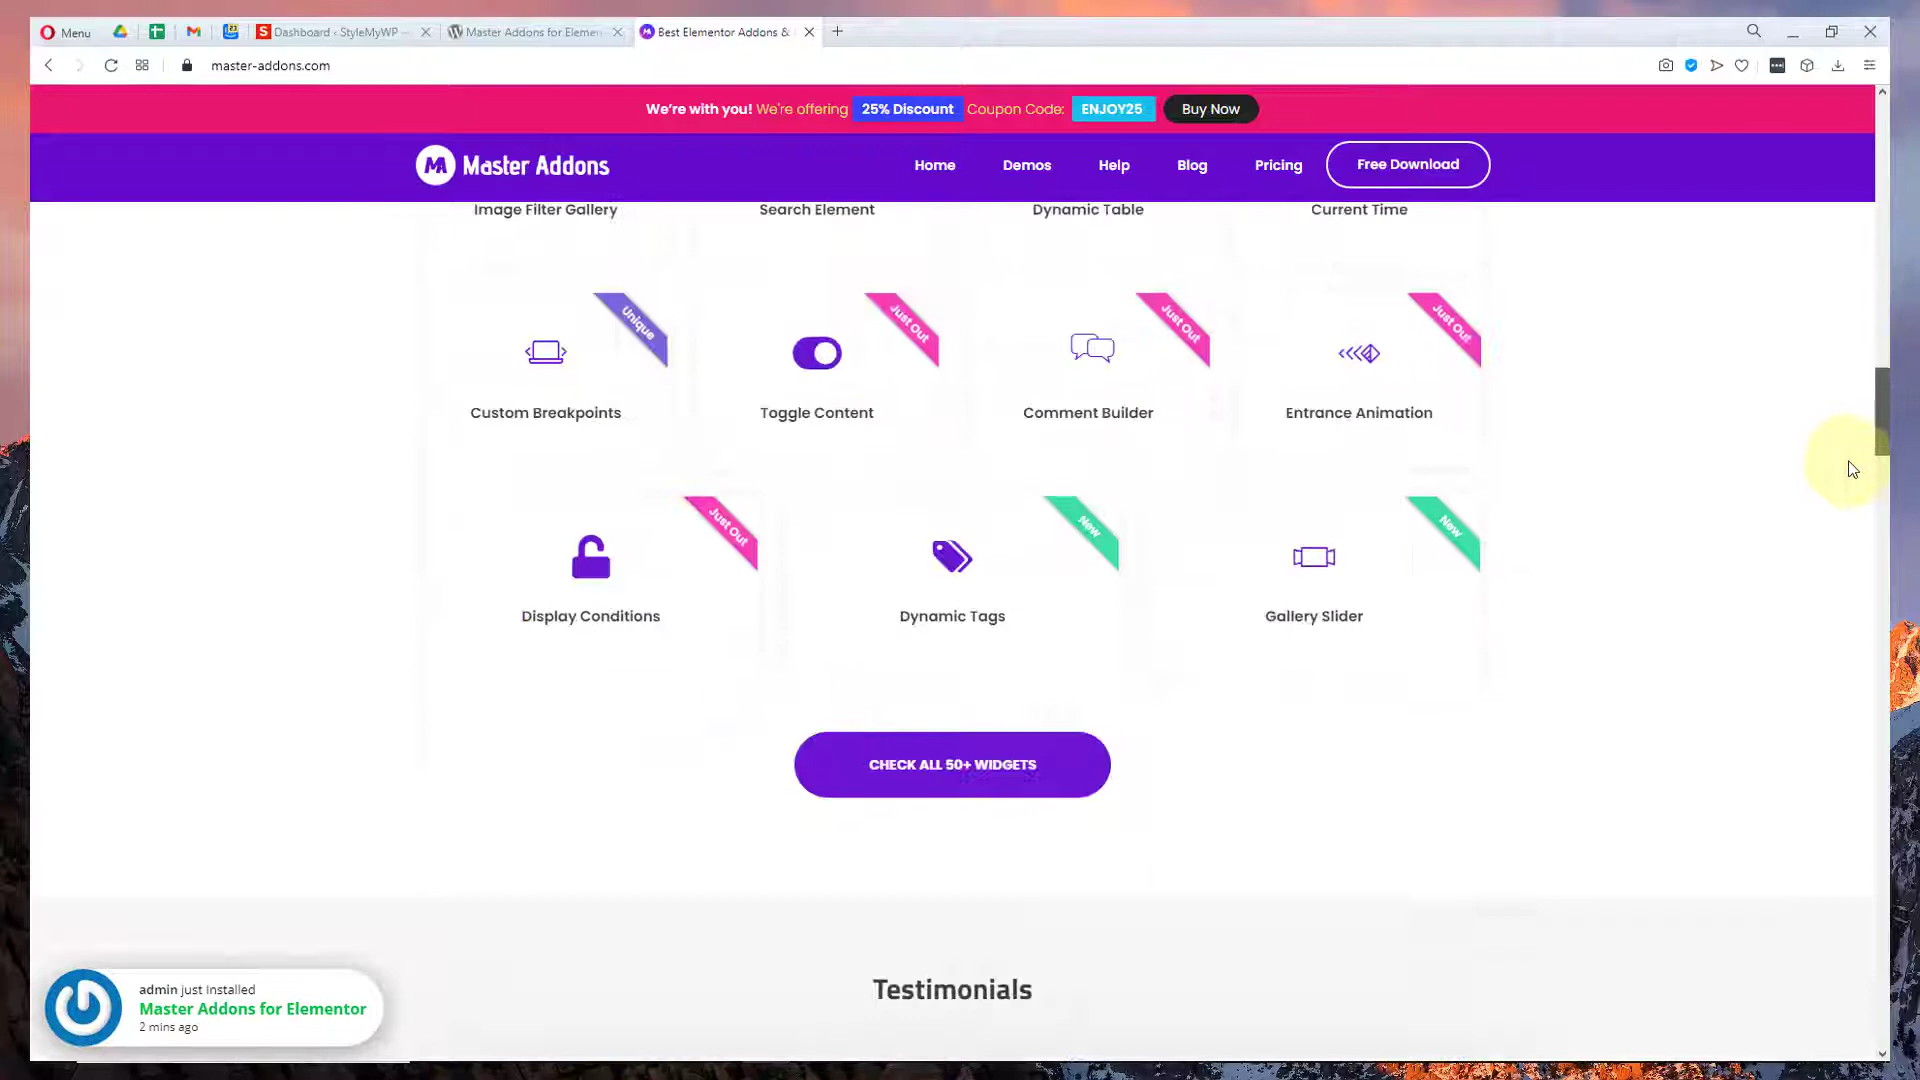 Menu
Dashboard ‹ StyleMyWP —
Master Addons for Elemen
Best Elementor Addons &
master-addons.com
We're with you! We're offering 25% Discount Coupon Code: ENJOY25 Buy Now
MA Master Addons
Home Demos Help Blog Pricing Free Download
Image Filter Gallery Search Element Dynamic Table Current Time
Unique Just Out Just Out Just Out
Custom Breakpoints Toggle Content Comment Builder Entrance Animation
Just Out New New
Display Conditions Dynamic Tags Gallery Slider
CHECK ALL 50+ WIDGETS
Testimonials
admin just installed
Master Addons for Elementor
2 mins ago